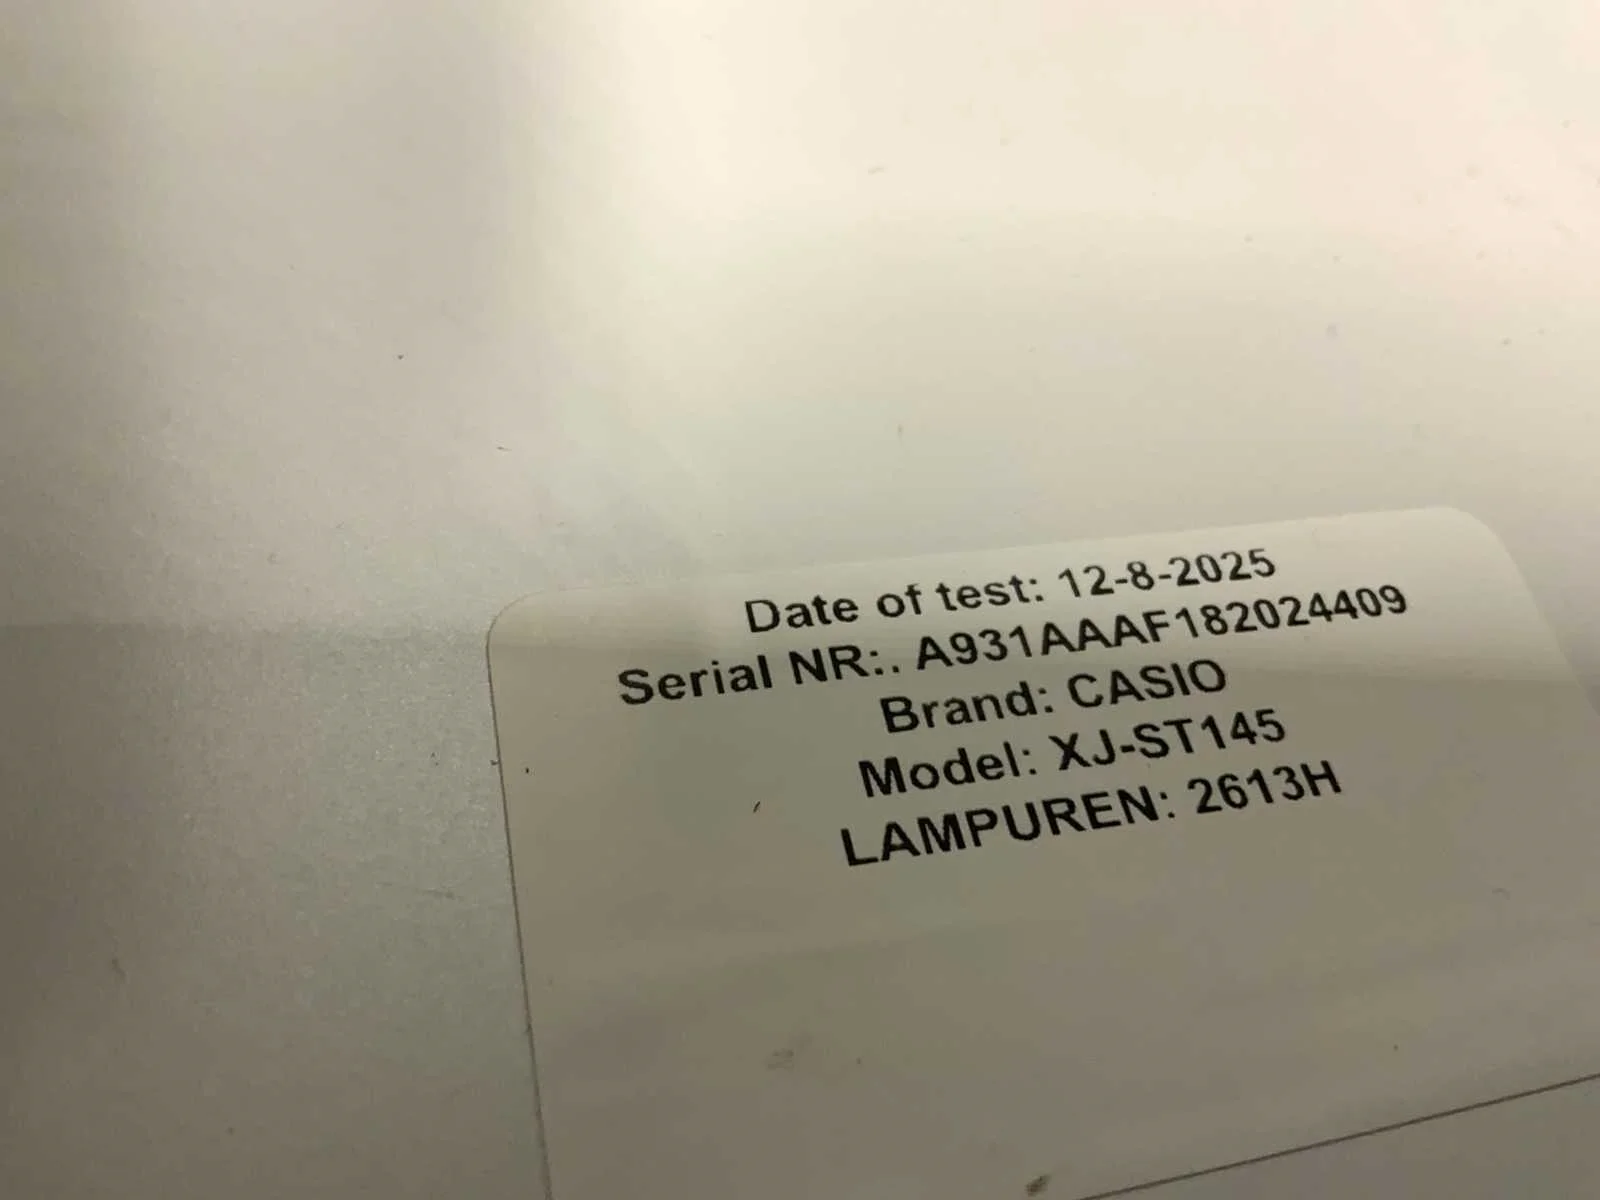 Date of test: 12-8-2025
Serial NR:. A931AAAF182024409
Brand: CASIO
Model: XJ-ST145
LAMPUREN: 2613H